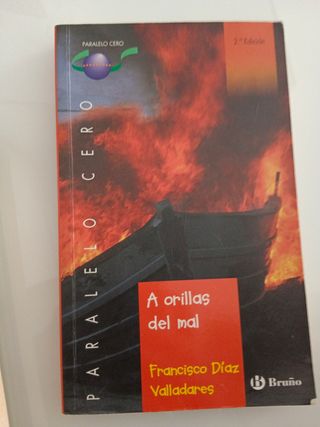 PARALELO CERO
2.ª Edición
PARALELO CERO
A orillas
del mal
Francisco Díaz
Valladares
B Bruño